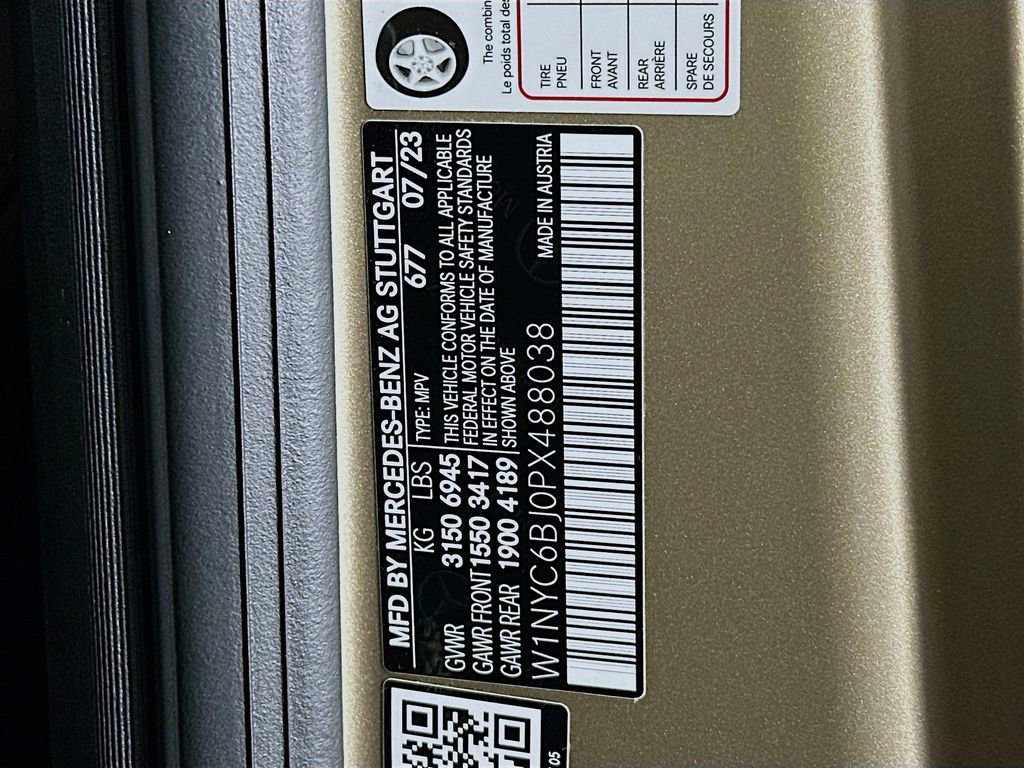 The combin
Le poids total des
TIRE
PNEU
FRONT
AVANT
REAR
ARRIÈRE
SPARE
DE SECOURS
MFD BY MERCEDES-BENZ AG STUTTGART
KG LBS TYPE: MPV 677 07/23
GVWR 3150 6945 THIS VEHICLE CONFORMS TO ALL APPLICABLE
GAWR FRONT 1550 3417 FEDERAL MOTOR VEHICLE SAFETY STANDARDS
GAWR REAR 1900 4189 IN EFFECT ON THE DATE OF MANUFACTURE
SHOWN ABOVE
W1NYC6BJ0PX488038 MADE IN AUSTRIA